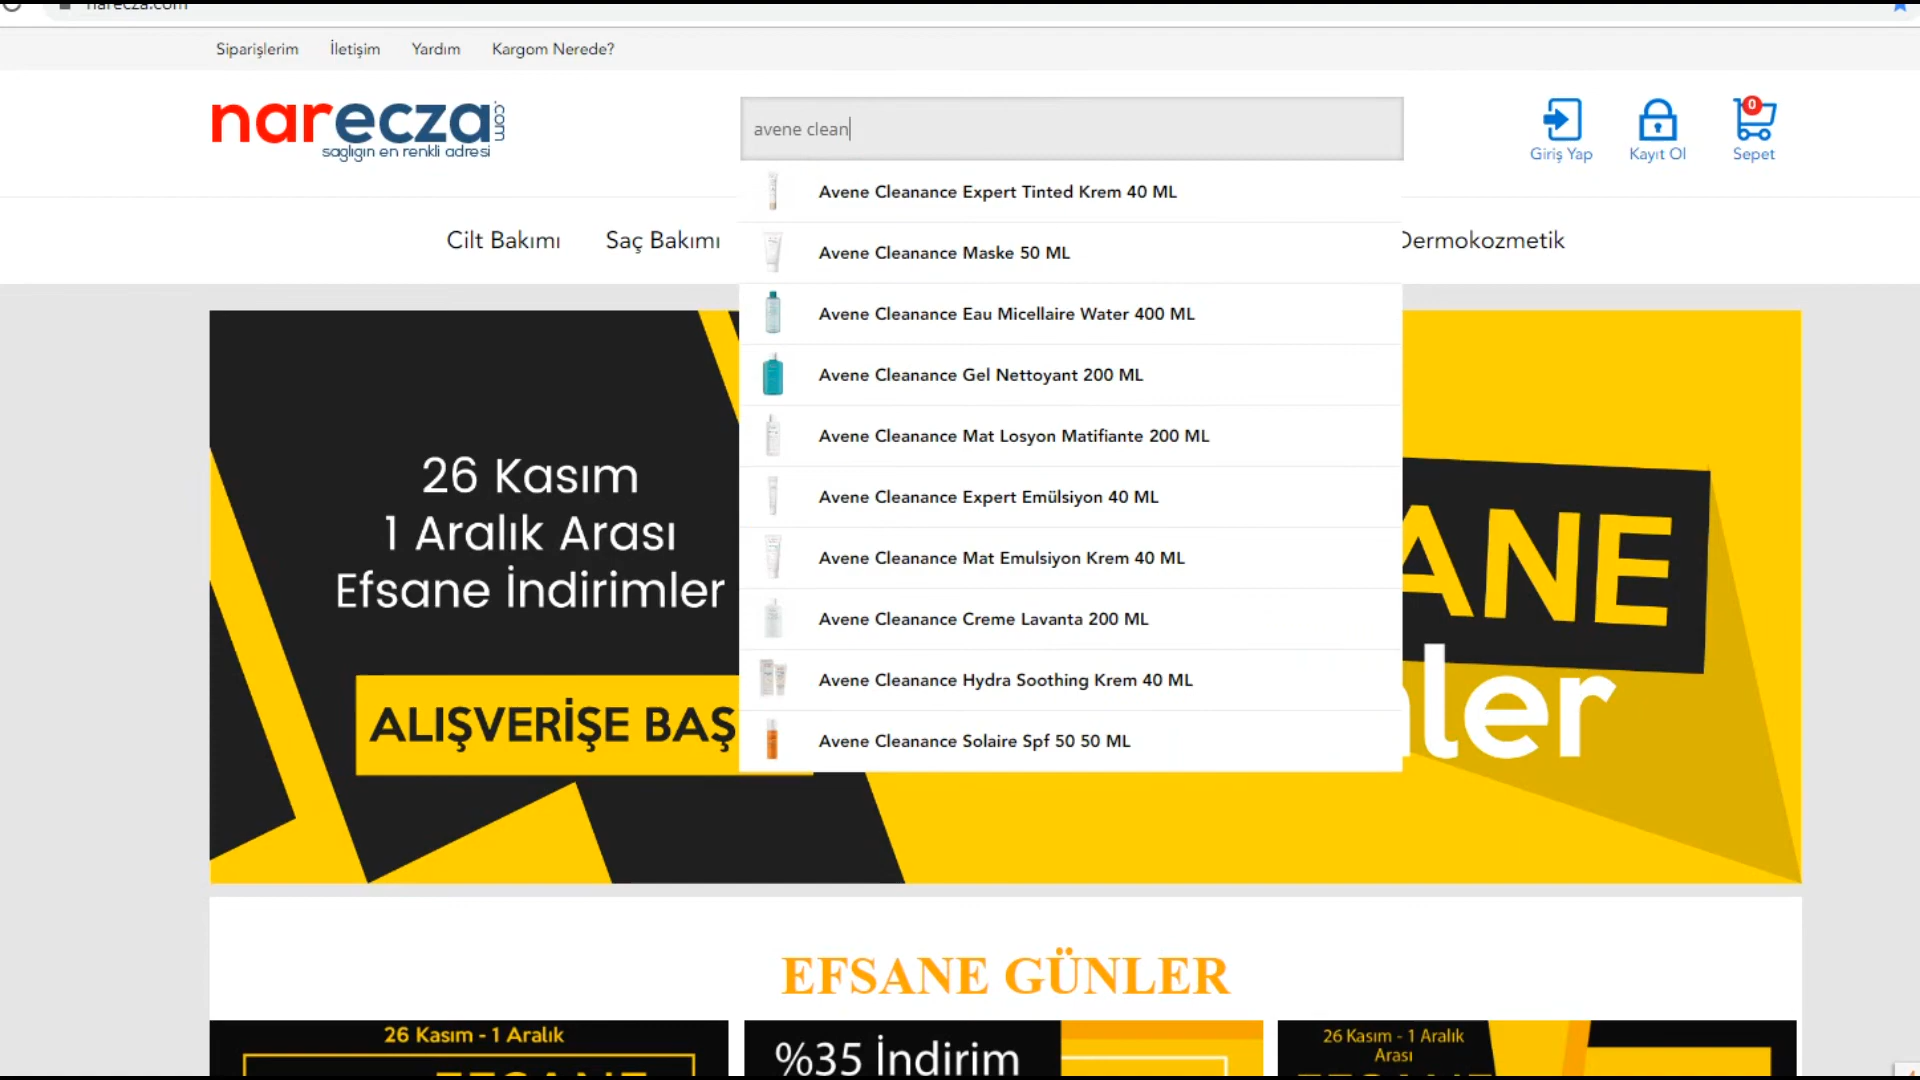 narecza.com
Siparişlerim İletişim Yardım Kargom Nerede?
narecza.com
sağlığın en renkli adresi
avene clean
0
Giriş Yap Kayıt Ol Sepet
Cilt Bakımı Saç Bakımı Dermokozmetik
Avene Cleanance Expert Tinted Krem 40 ML
Avene Cleanance Maske 50 ML
Avene Cleanance Eau Micellaire Water 400 ML
Avene Cleanance Gel Nettoyant 200 ML
Avene Cleanance Mat Losyon Matifiante 200 ML
Avene Cleanance Expert Emülsiyon 40 ML
Avene Cleanance Mat Emulsiyon Krem 40 ML
Avene Cleanance Creme Lavanta 200 ML
Avene Cleanance Hydra Soothing Krem 40 ML
Avene Cleanance Solaire Spf 50 50 ML
26 Kasım
1 Aralık Arası
Efsane İndirimler
ALIŞVERİŞE BAŞ
ANE
ler
EFSANE GÜNLER
26 Kasım - 1 Aralık
%35 İndirim
26 Kasım - 1 Aralık
Arası